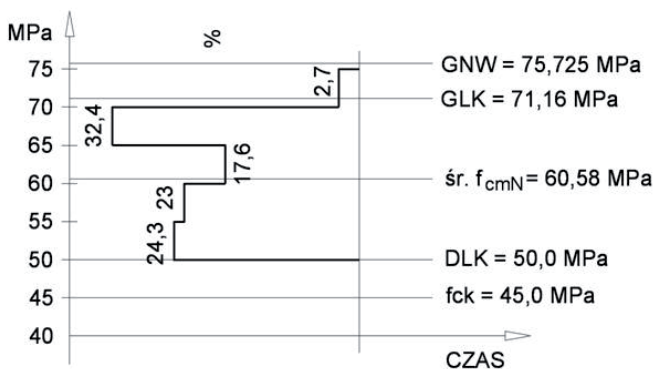 MPa
%
75
70
65
60
55
50
45
40
2,7
32,4
17,6
23
24,3
GNW = 75,725 MPa
GLK = 71,16 MPa
śr. fcmN = 60,58 MPa
DLK = 50,0 MPa
fck = 45,0 MPa
CZAS